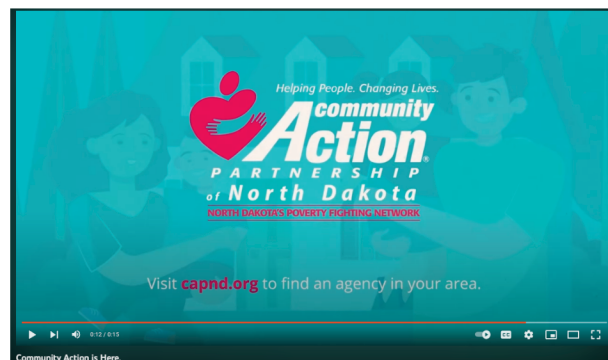 Helping People. Changing Lives.
community
Action®
PARTNERSHIP
of North Dakota
NORTH DAKOTA'S POVERTY FIGHTING NETWORK
Visit capnd.org to find an agency in your area.
0:12 / 0:15
CC
Community Action is Here.